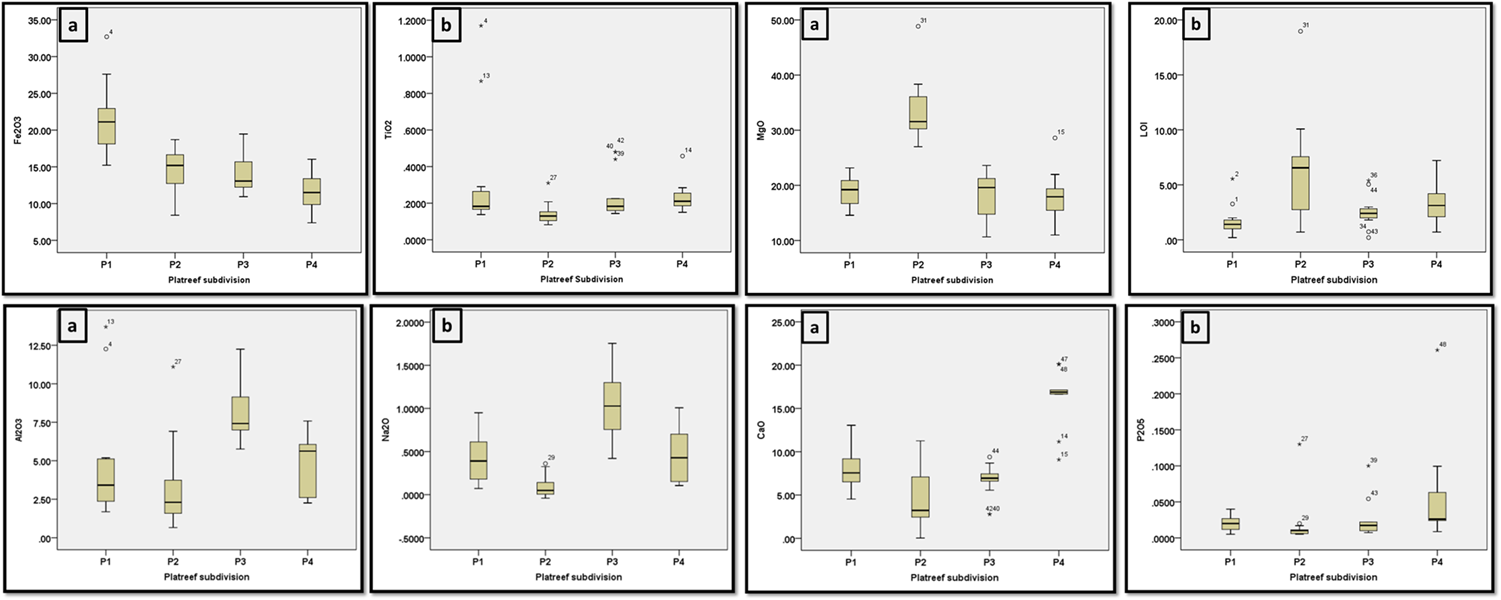 a
35.00
30.00
25.00
20.00
15.00
10.00
5.00
Fe2O3
4
P1 P2 P3 P4
Platreef subdivision
b
1.2000
1.0000
.8000
.6000
.4000
.2000
.0000
TiO2
4
13
27
40 42
39
14
P1 P2 P3 P4
Platreef Subdivision
a
50.00
40.00
30.00
20.00
10.00
MgO
31
15
P1 P2 P3 P4
Platreef subdivision
b
20.00
15.00
10.00
5.00
.00
LOI
31
2
1
36
44
34
43
P1 P2 P3 P4
Platreef subdivision
a
12.50
10.00
7.50
5.00
2.50
.00
Al2O3
13
4
27
P1 P2 P3 P4
Platreef subdivision
b
2.0000
1.5000
1.0000
.5000
.0000
-.5000
Na2O
29
P1 P2 P3 P4
Platreef subdivision
a
25.00
20.00
15.00
10.00
5.00
.00
CaO
44
4240
47
48
14
15
P1 P2 P3 P4
Platreef subdivision
b
.3000
.2500
.2000
.1500
.1000
.0500
.0000
P2O5
27
29
39
43
48
P1 P2 P3 P4
Platreef subdivision